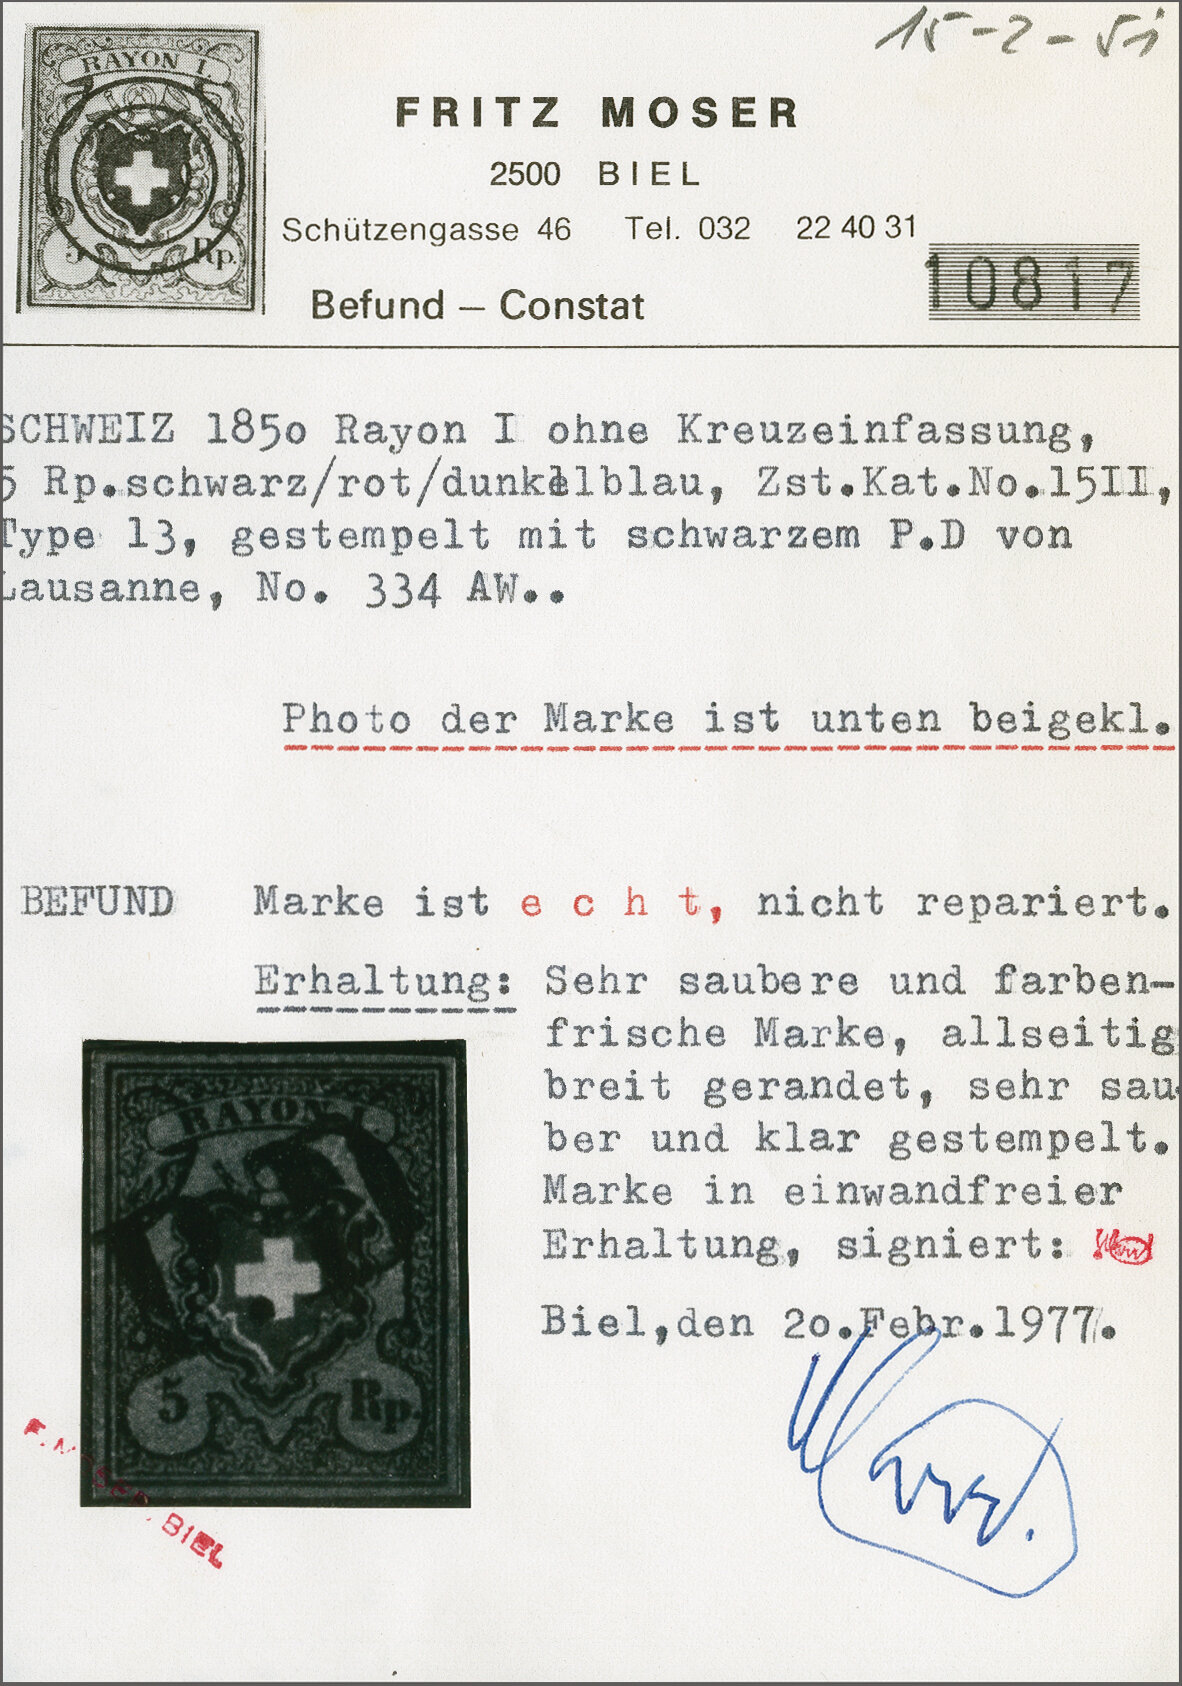 15-2-51
RAYON I.
5 Rp.
FRITZ MOSER
2500 BIEL
Schützengasse 46 Tel. 032 22 40 31
10817
Befund – Constat
SCHWEIZ 1850 Rayon I ohne Kreuzeinfassung,
5 Rp.schwarz/rot/dunkelblau, Zst.Kat.No.15II,
Type 13, gestempelt mit schwarzem P.D von
Lausanne, No. 334 AW..
Photo der Marke ist unten beigekl.
BEFUND Marke ist e c h t, nicht repariert.
Erhaltung: Sehr saubere und farben-
frische Marke, allseitig
breit gerandet, sehr sau-
ber und klar gestempelt.
Marke in einwandfreier
Erhaltung, signiert:
Biel,den 20.Febr.1977.
RAYON I.
5 Rp.
F. MOSER, BIEL